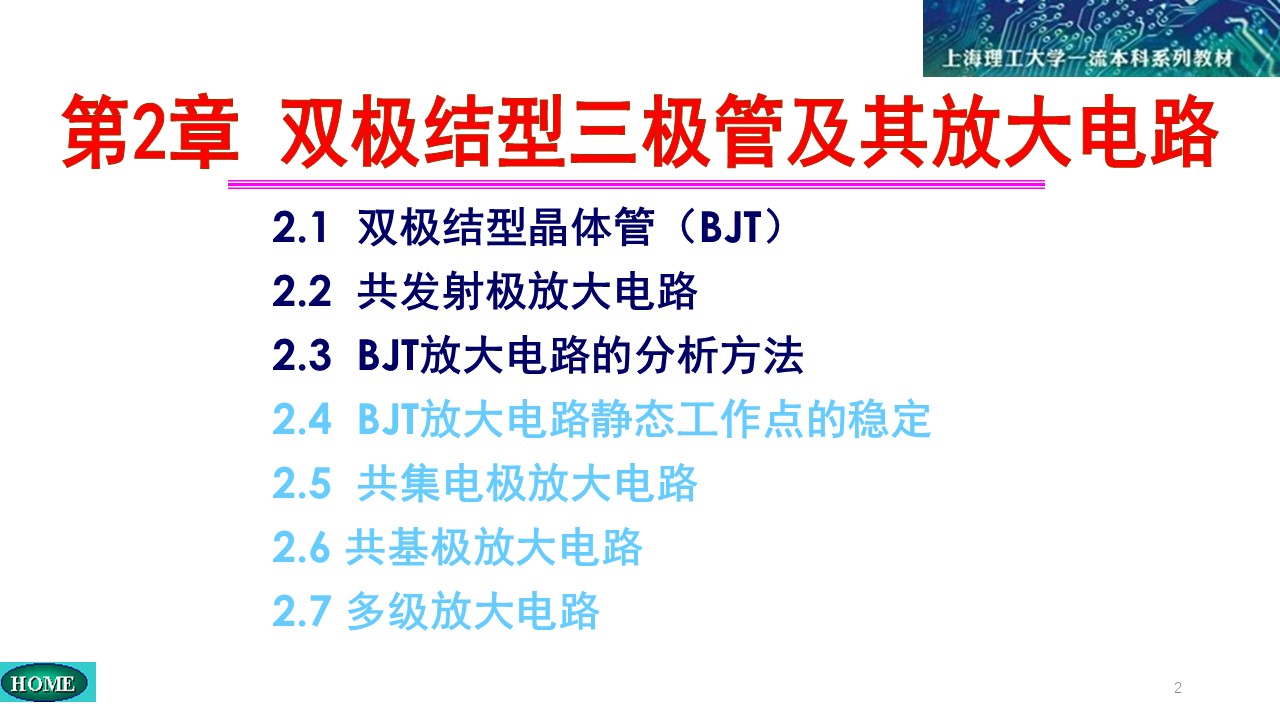 上海理工大学一流本科系列教材
第2章 双极结型三极管及其放大电路
2.1 双极结型晶体管（BJT）
2.2 共发射极放大电路
2.3 BJT放大电路的分析方法
2.4 BJT放大电路静态工作点的稳定
2.5 共集电极放大电路
2.6 共基极放大电路
2.7 多级放大电路
HOME
2